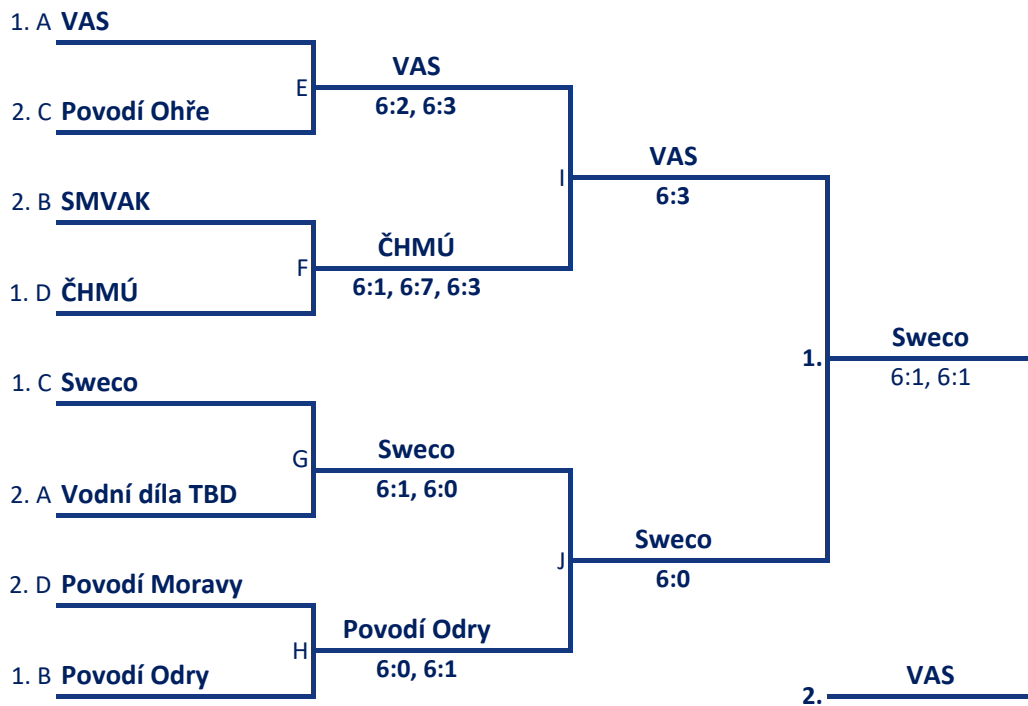 1. A VAS
E
VAS
6:2, 6:3
2. C Povodí Ohře
I
VAS
6:3
2. B SMVAK
F
ČHMÚ
6:1, 6:7, 6:3
1. D ČHMÚ
1.
Sweco
6:1, 6:1
1. C Sweco
G
Sweco
6:1, 6:0
2. A Vodní díla TBD
J
Sweco
6:0
2. D Povodí Moravy
H
Povodí Odry
6:0, 6:1
1. B Povodí Odry
2. VAS